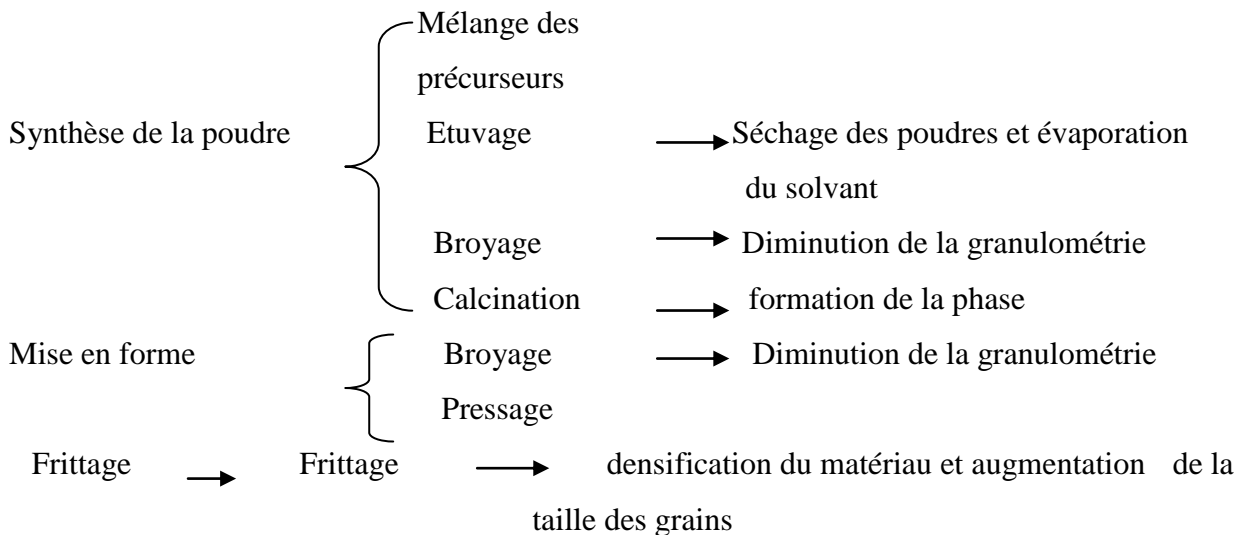 Mélange des
précurseurs
Synthèse de la poudre Etuvage Séchage des poudres et évaporation
du solvant
Broyage Diminution de la granulométrie
Calcination formation de la phase
Mise en forme Broyage Diminution de la granulométrie
Pressage
Frittage Frittage densification du matériau et augmentation de la
taille des grains